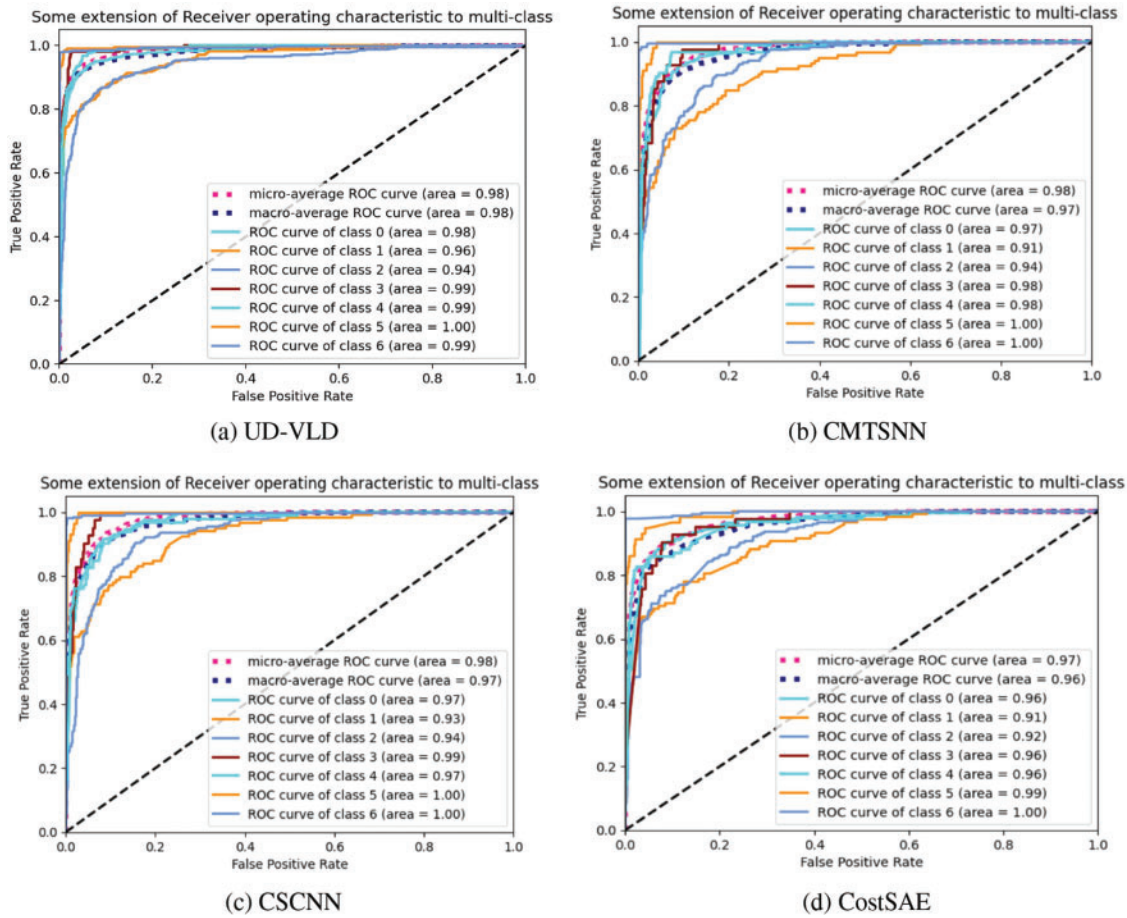 Some extension of Receiver operating characteristic to multi-class
True Positive Rate
1.0
0.8
0.6
0.4
0.2
0.0
micro-average ROC curve (area = 0.98)
macro-average ROC curve (area = 0.98)
ROC curve of class 0 (area = 0.98)
ROC curve of class 1 (area = 0.96)
ROC curve of class 2 (area = 0.94)
ROC curve of class 3 (area = 0.99)
ROC curve of class 4 (area = 0.99)
ROC curve of class 5 (area = 1.00)
ROC curve of class 6 (area = 0.99)
0.0 0.2 0.4 0.6 0.8 1.0
False Positive Rate
(a) UD-VLD
Some extension of Receiver operating characteristic to multi-class
True Positive Rate
1.0
0.8
0.6
0.4
0.2
0.0
micro-average ROC curve (area = 0.98)
macro-average ROC curve (area = 0.97)
ROC curve of class 0 (area = 0.97)
ROC curve of class 1 (area = 0.91)
ROC curve of class 2 (area = 0.94)
ROC curve of class 3 (area = 0.98)
ROC curve of class 4 (area = 0.98)
ROC curve of class 5 (area = 1.00)
ROC curve of class 6 (area = 1.00)
0.0 0.2 0.4 0.6 0.8 1.0
False Positive Rate
(b) CMTSNN
Some extension of Receiver operating characteristic to multi-class
True Positive Rate
1.0
0.8
0.6
0.4
0.2
0.0
micro-average ROC curve (area = 0.98)
macro-average ROC curve (area = 0.97)
ROC curve of class 0 (area = 0.97)
ROC curve of class 1 (area = 0.93)
ROC curve of class 2 (area = 0.94)
ROC curve of class 3 (area = 0.99)
ROC curve of class 4 (area = 0.97)
ROC curve of class 5 (area = 1.00)
ROC curve of class 6 (area = 1.00)
0.0 0.2 0.4 0.6 0.8 1.0
False Positive Rate
(c) CSCNN
Some extension of Receiver operating characteristic to multi-class
True Positive Rate
1.0
0.8
0.6
0.4
0.2
0.0
micro-average ROC curve (area = 0.97)
macro-average ROC curve (area = 0.96)
ROC curve of class 0 (area = 0.96)
ROC curve of class 1 (area = 0.91)
ROC curve of class 2 (area = 0.92)
ROC curve of class 3 (area = 0.96)
ROC curve of class 4 (area = 0.96)
ROC curve of class 5 (area = 0.99)
ROC curve of class 6 (area = 1.00)
0.0 0.2 0.4 0.6 0.8 1.0
False Positive Rate
(d) CostSAE